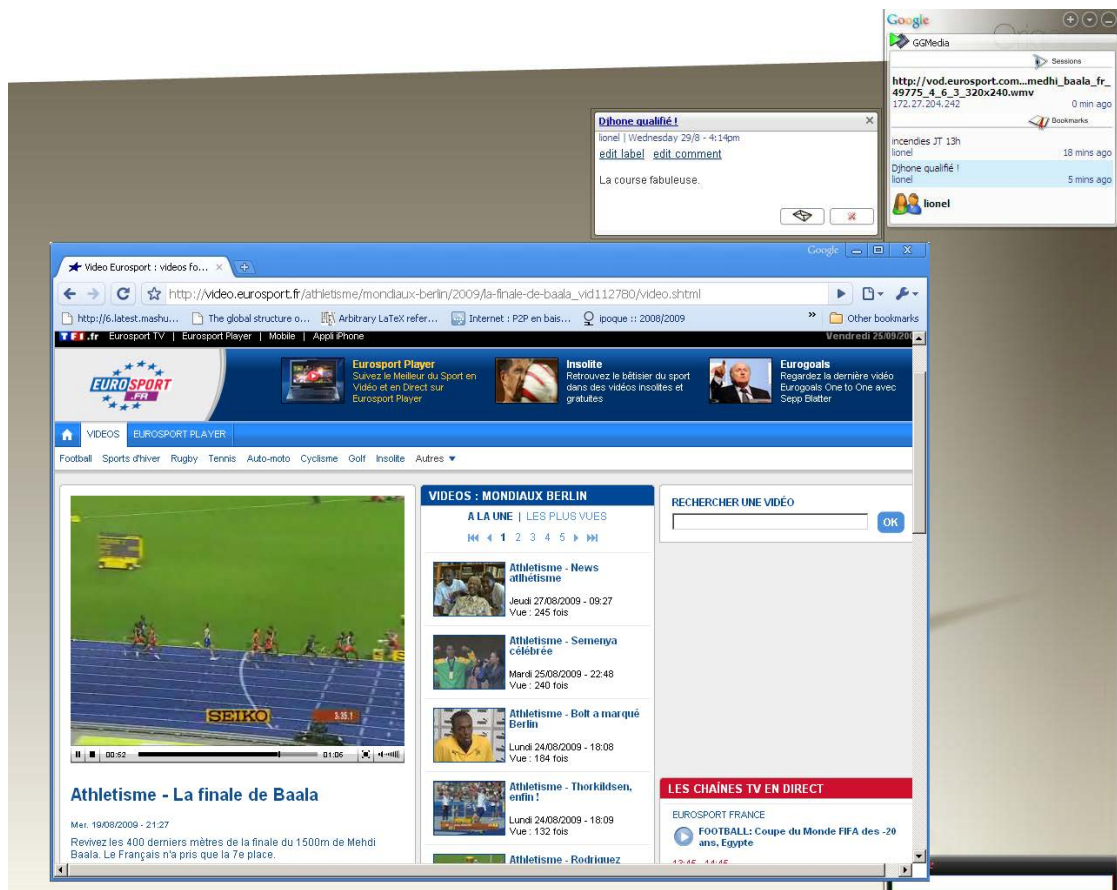 Google
GGMedia
Sessions
http://vod.eurosport.com...medhi_baala_fr_
49775_4_6_3_320x240.wmv
172.27.204.242 0 min ago
Bookmarks
incendies JT 13h
lionel 18 mins ago
Djhone qualifié !
lionel 5 mins ago
lionel
Djhone qualifié !
lionel | Wednesday 29/8 - 4:14pm
edit label edit comment
La course fabuleuse.
Google
Video Eurosport : videos fo...
http://video.eurosport.fr/athletisme/mondiaux-berlin/2009/la-finale-de-baala_vid112780/video.shtml
http://6.latest.mashu... The global structure o... Arbitrary LaTeX refer... Internet : P2P en bais... ipoque :: 2008/2009 » Other bookmarks
TF1.fr Eurosport TV | Eurosport Player | Mobile | Appli iPhone Vendredi 25/09/200
EUROSPORT
.FR
Eurosport Player
Suivez le Meilleur du Sport en
Vidéo et en Direct sur
Eurosport Player
Insolite
Retrouvez le bêtisier du sport
dans des vidéos insolites et
gratuites
Eurogoals
Regardez la dernière vidéo
Eurogoals One to One avec
Sepp Blatter
VIDEOS EUROSPORT PLAYER
Football Sports d'hiver Rugby Tennis Auto-moto Cyclisme Golf Insolite Autres
SEIKO 3:35.1
00:52 01:06
Athletisme - La finale de Baala
Mer. 19/08/2009 - 21:27
Revivez les 400 derniers mètres de la finale du 1500m de Mehdi
Baala. Le Français n'a pris que la 7e place.
VIDEOS : MONDIAUX BERLIN
A LA UNE | LES PLUS VUES
1 2 3 4 5
Athletisme - News
atlhétisme
Jeudi 27/08/2009 - 09:27
Vue : 245 fois
Athletisme - Semenya
célébrée
Mardi 25/08/2009 - 22:48
Vue : 240 fois
Athletisme - Bolt a marqué
Berlin
Lundi 24/08/2009 - 18:08
Vue : 184 fois
Athletisme - Thorkildsen,
enfin !
Lundi 24/08/2009 - 18:09
Vue : 132 fois
Athletisme - Rodriguez
RECHERCHER UNE VIDÉO
OK
LES CHAÎNES TV EN DIRECT
EUROSPORT FRANCE
FOOTBALL: Coupe du Monde FIFA des -20
ans, Egypte